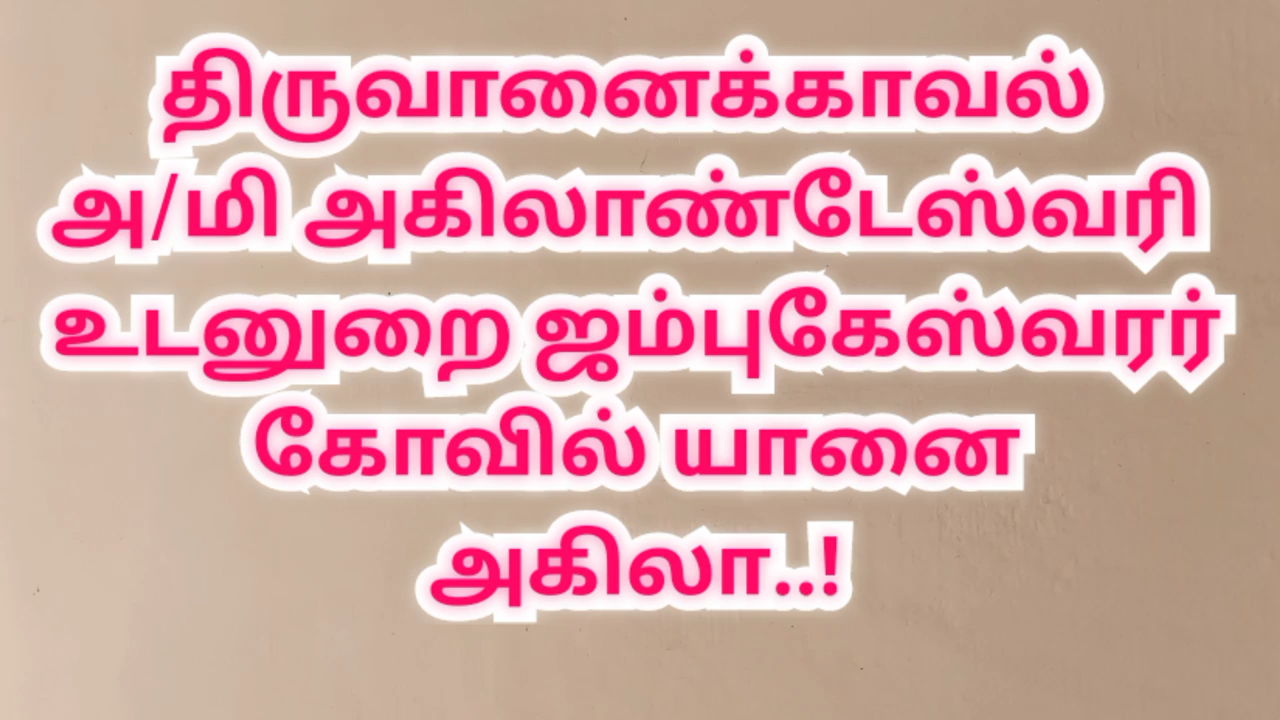 திருவானைக்காவல்
அ/மி அகிலாண்டேஸ்வரி
உடனுறை ஜம்புகேஸ்வரர்
கோவில் யானை
அகிலா..!